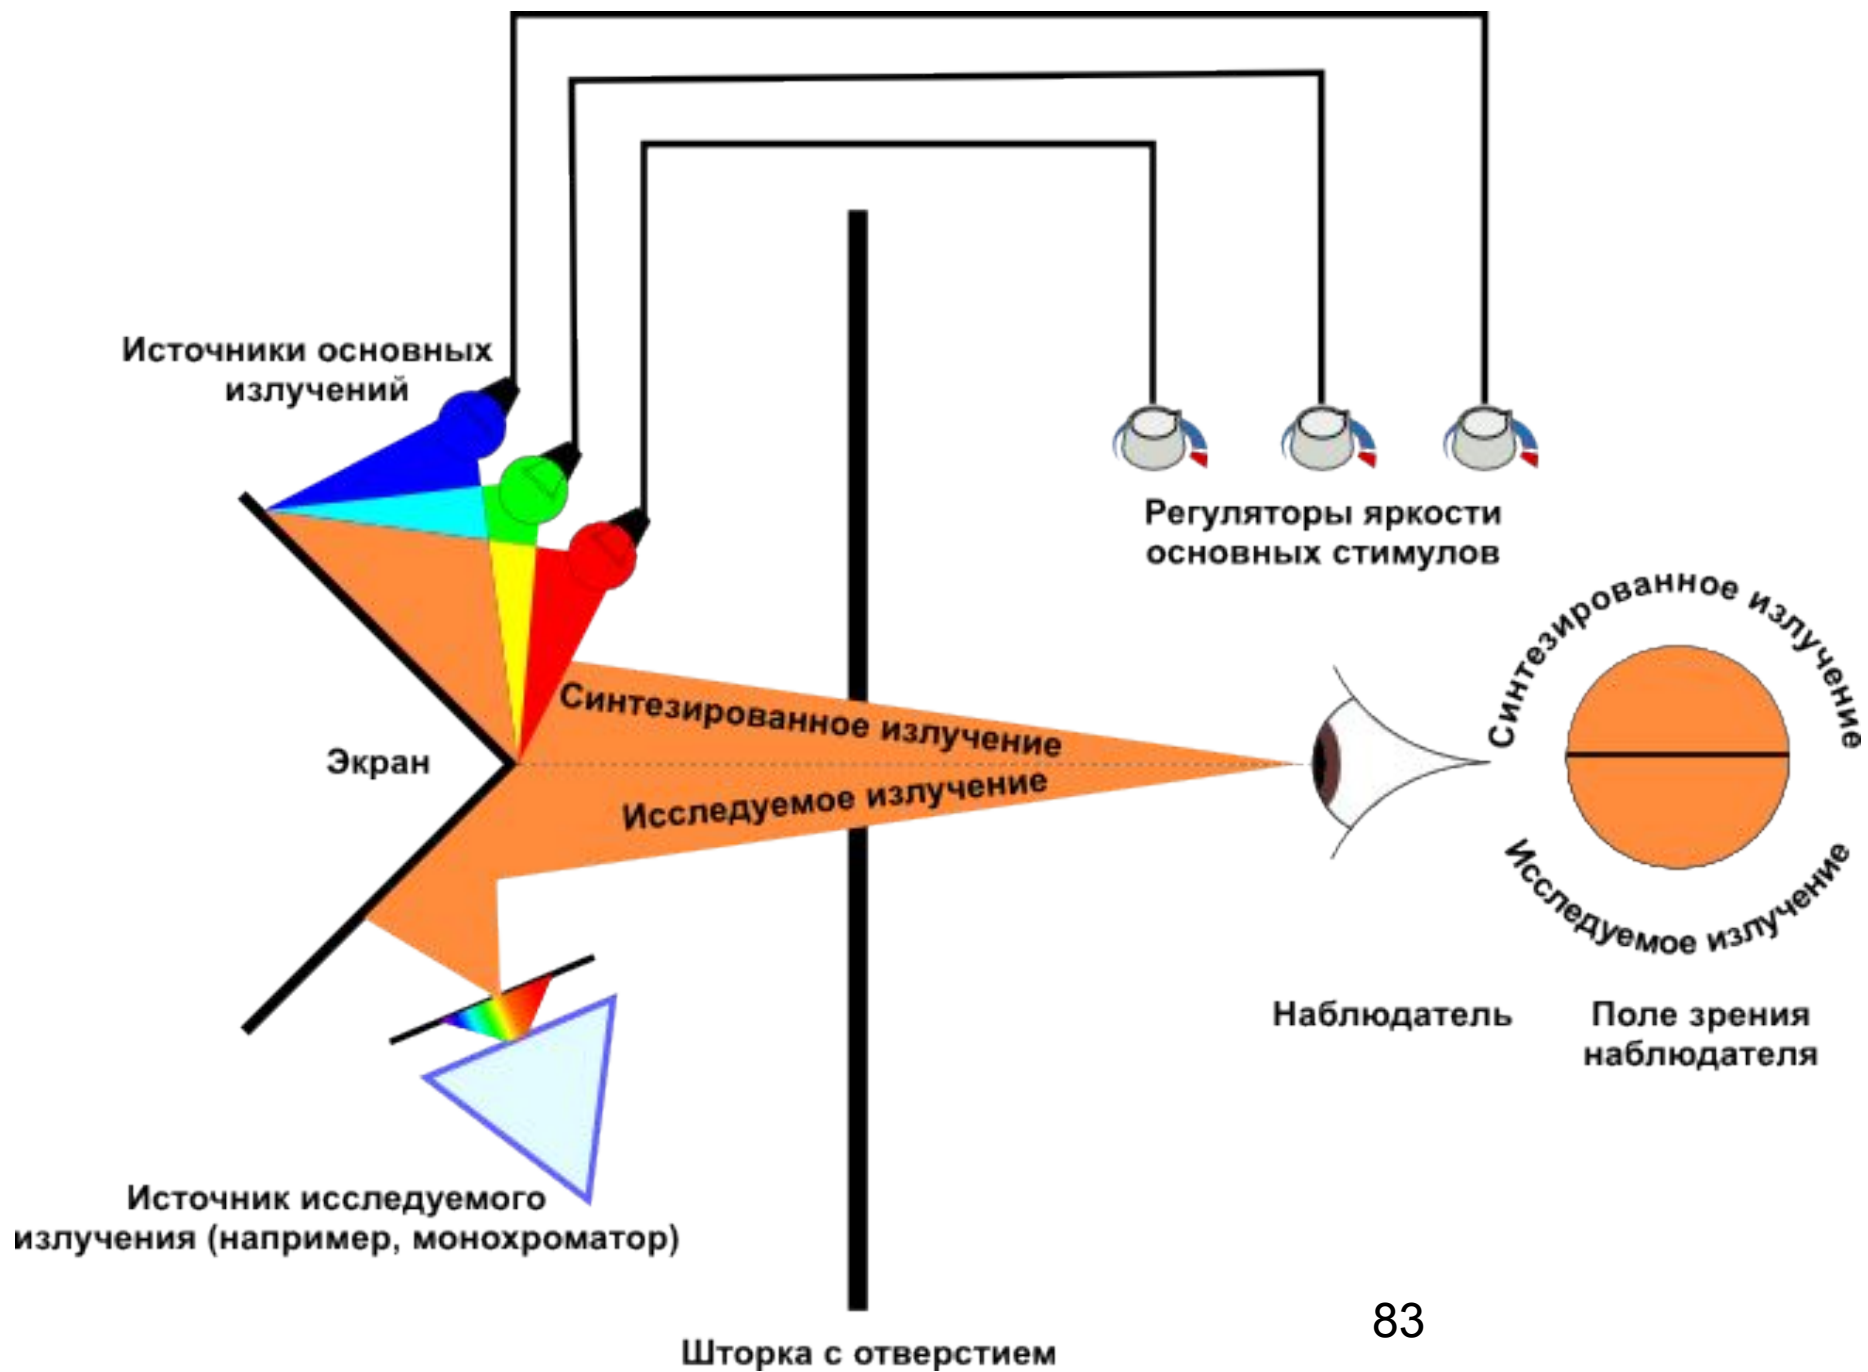 Источники основных
излучений
Регуляторы яркости
основных стимулов
Синтезированное излучение
Синтезированное излучение
Экран
Исследуемое излучение
Исследуемое излучение
Наблюдатель
Поле зрения
наблюдателя
Источник исследуемого
излучения (например, монохроматор)
83
Шторка с отверстием